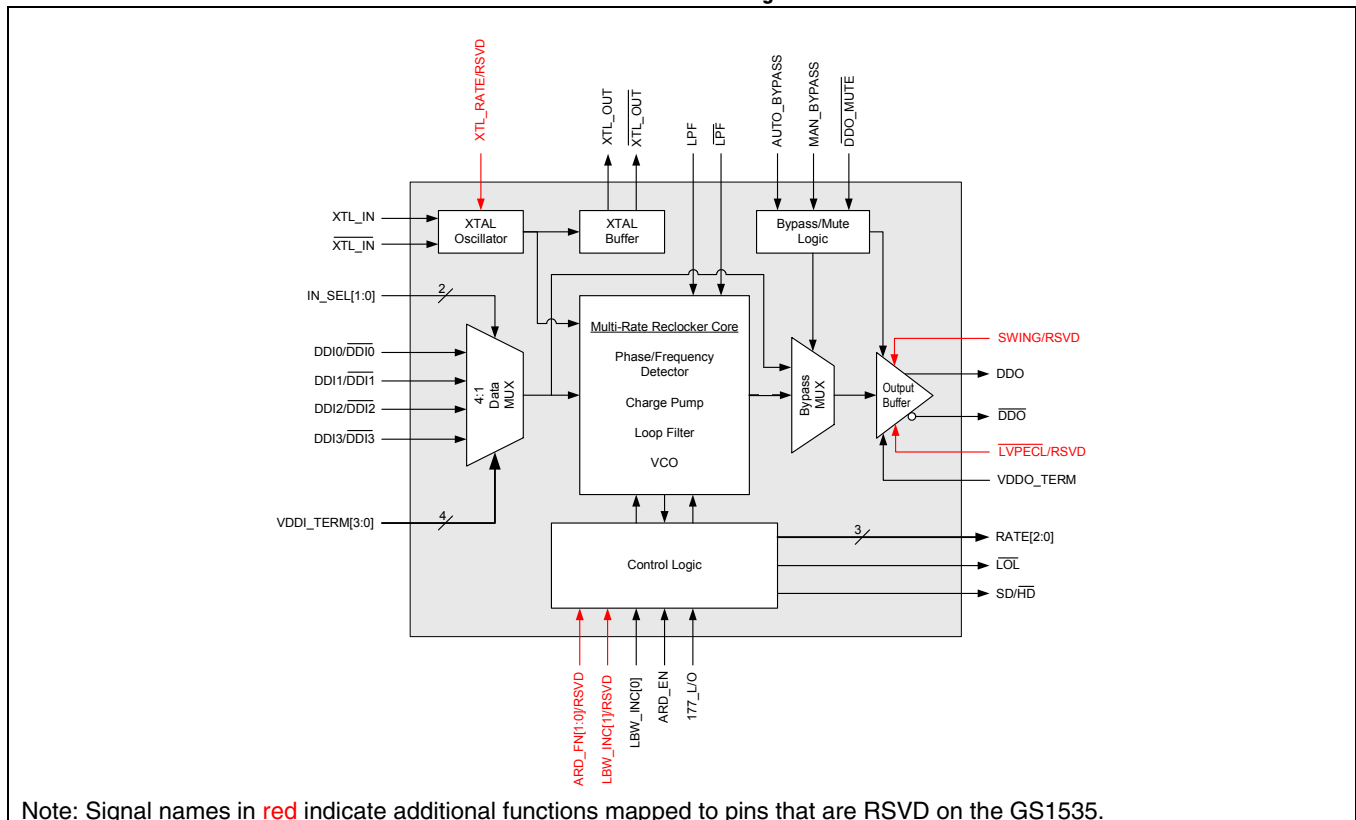 XTL_RATE/RSVD
XTL_OUT
XTL_OUT
LPF
LPF
AUTO_BYPASS
MAN_BYPASS
DDO_MUTE
XTL_IN
XTL_IN
XTAL
Oscillator
XTAL
Buffer
Bypass/Mute
Logic
IN_SEL[1:0]
2
DDI0/DDI0
DDI1/DDI1
DDI2/DDI2
DDI3/DDI3
4:1
Data
MUX
VDDI_TERM[3:0]
4
Multi-Rate Reclocker Core
Phase/Frequency
Detector
Charge Pump
Loop Filter
VCO
Bypass
MUX
Output
Buffer
SWING/RSVD
DDO
DDO
LVPECL/RSVD
VDDO_TERM
Control Logic
3
RATE[2:0]
LOL
SD/HD
ARD_FN[1:0]/RSVD
LBW_INC[1]/RSVD
LBW_INC[0]
ARD_EN
177_L/O
Note: Signal names in red indicate additional functions mapped to pins that are RSVD on the GS1535.